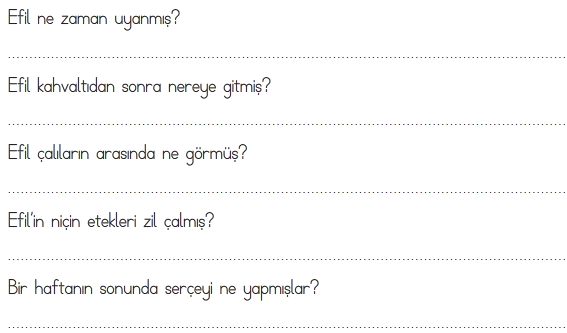 Efil ne zaman uyanmış?
Efil kahvaltıdan sonra nereye gitmiş?
Efil çalıların arasında ne görmüş?
Efil'in niçin etekleri zil çalmış?
Bir haftanın sonunda serçeyi ne yapmışlar?